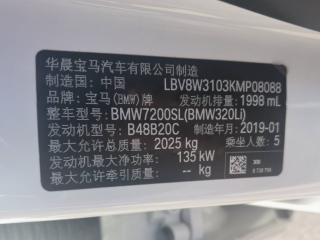 华晨宝马汽车有限公司制造
制造国：中国 LBV8W3103KMP08088
品牌：宝马(BMW)牌 发动机排量：1998 mL
整车型号：BMW7200SL(BMW320Li)
发动机型号：B48B20C 制造年月：2019-01
最大允许总质量：2025 kg 乘坐人数：5
发动机最大净功率：135 kW
最大允许牵引质量：-- kg
300